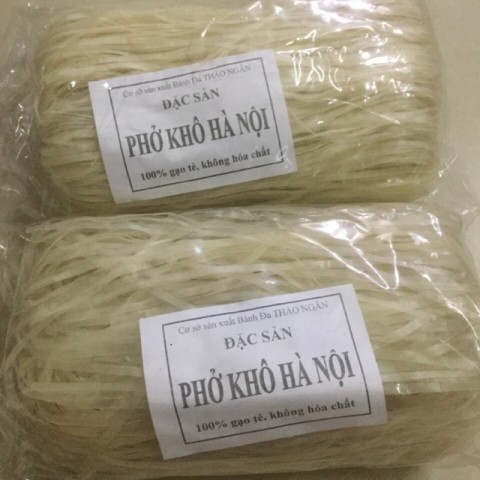 Cơ sở sản xuất Bánh Đa THẢO NGÂN
ĐẶC SẢN
PHỞ KHÔ HÀ NỘI
100% gạo tẻ, không hóa chất
Cơ sở sản xuất Bánh Đa THẢO NGÂN
ĐẶC SẢN
PHỞ KHÔ HÀ NỘI
100% gạo tẻ, không hóa chất